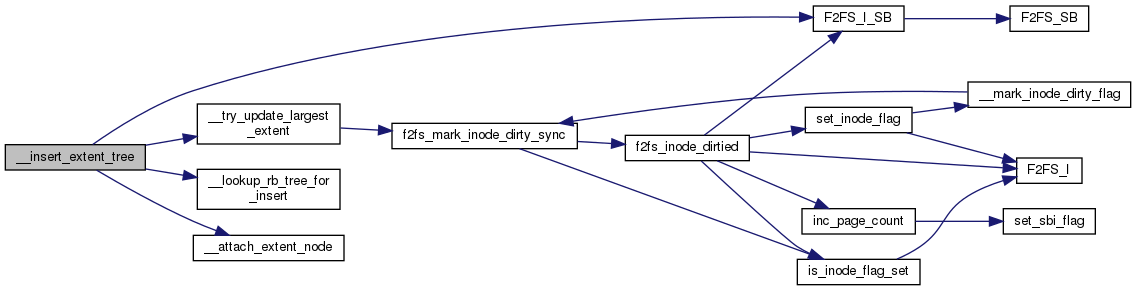 F2FS_I_SB
F2FS_SB
__mark_inode_dirty_flag
__try_update_largest
_extent
set_inode_flag
f2fs_mark_inode_dirty_sync
f2fs_inode_dirtied
__insert_extent_tree
F2FS_I
__lookup_rb_tree_for
_insert
inc_page_count
set_sbi_flag
__attach_extent_node
is_inode_flag_set